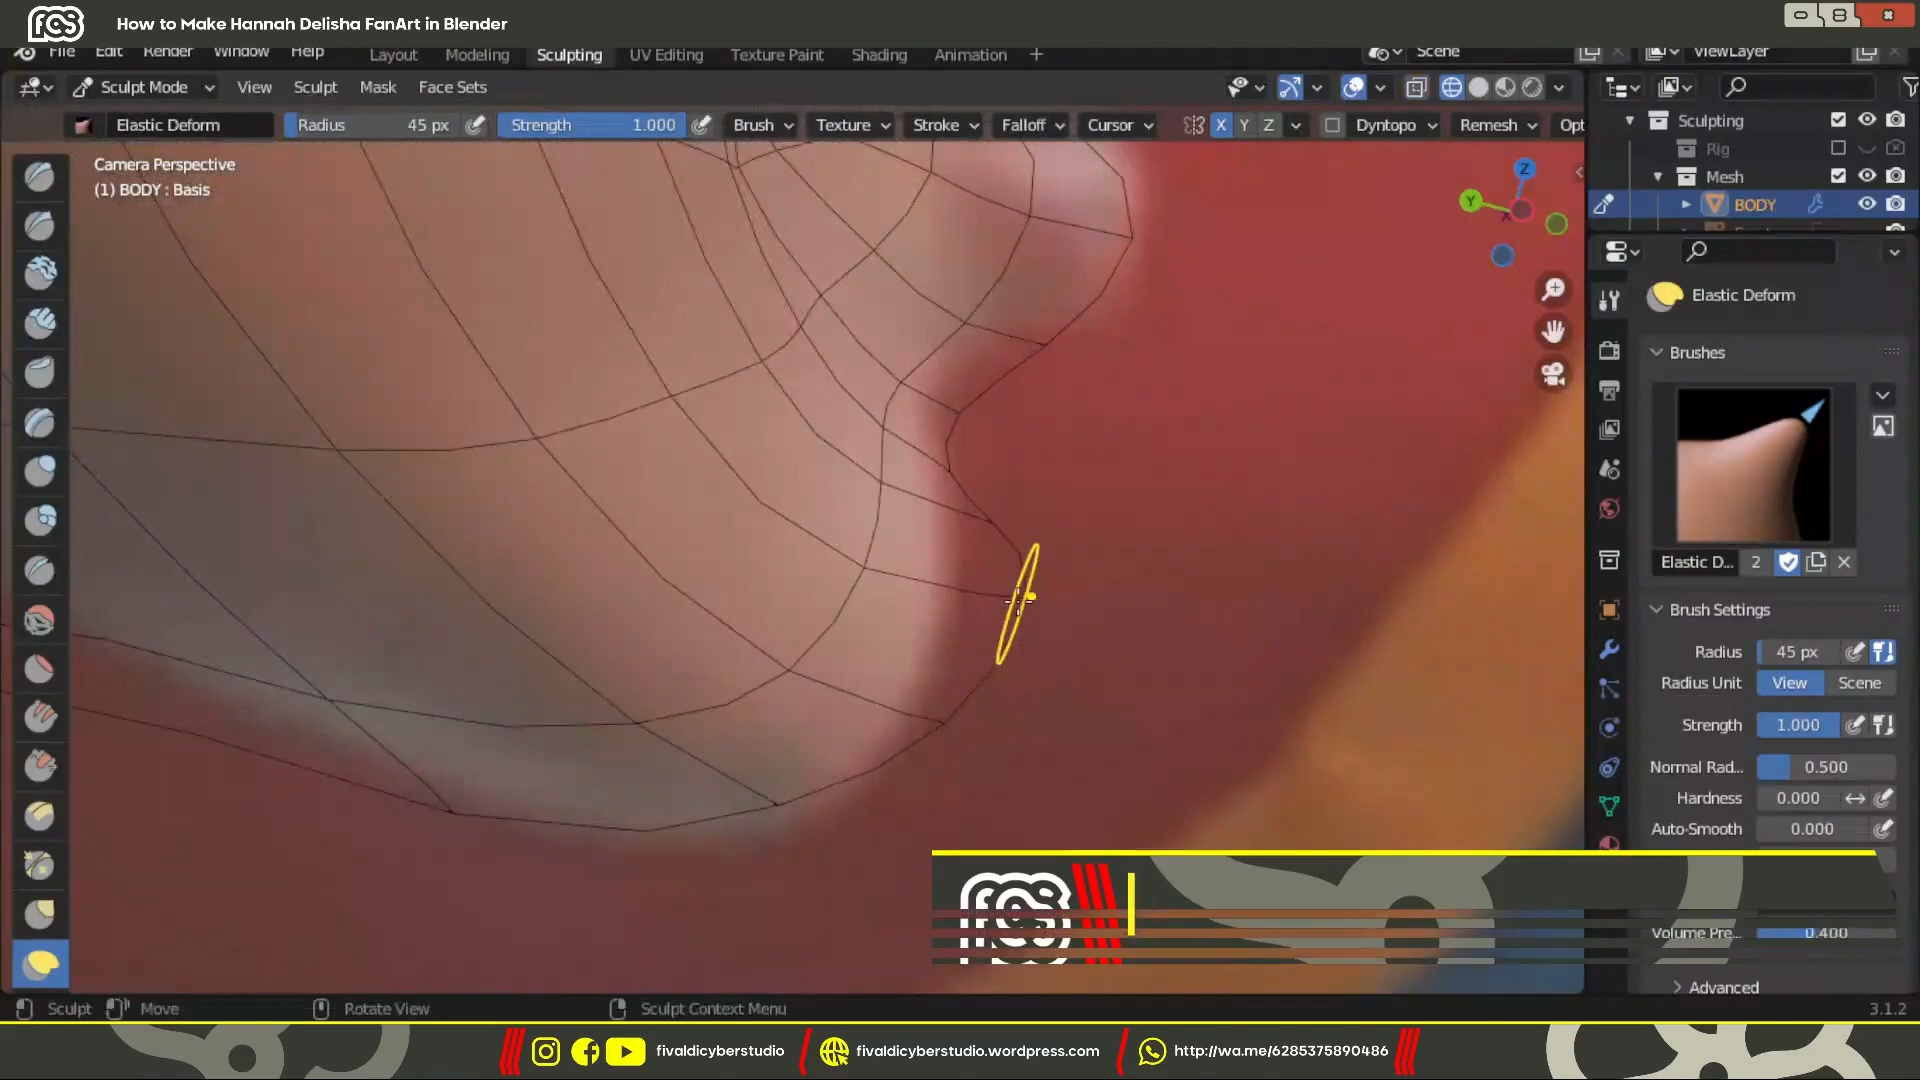 How to Make Hannah Delisha FanArt in Blender
File Edit Render Window Help Layout Modeling Sculpting UV Editing Texture Paint Shading Animation + Scene ViewLayer
Sculpt Mode View Sculpt Mask Face Sets
Elastic Deform Radius 45 px Strength 1.000 Brush Texture Stroke Falloff Cursor X Y Z Dyntopo Remesh Opt
Camera Perspective
(1) BODY : Basis
Z
Y
X
Sculpting
Rig
Mesh
BODY
Elastic Deform
Brushes
Elastic D... 2
Brush Settings
Radius 45 px
Radius Unit View Scene
Strength 1.000
Normal Rad... 0.500
Hardness 0.000
Auto-Smooth 0.000
Volume Pre... 0.400
Advanced
Sculpt Move Rotate View Sculpt Context Menu 3.1.2
fivaldicyberstudio fivaldicyberstudio.wordpress.com http://wa.me/6285375890486